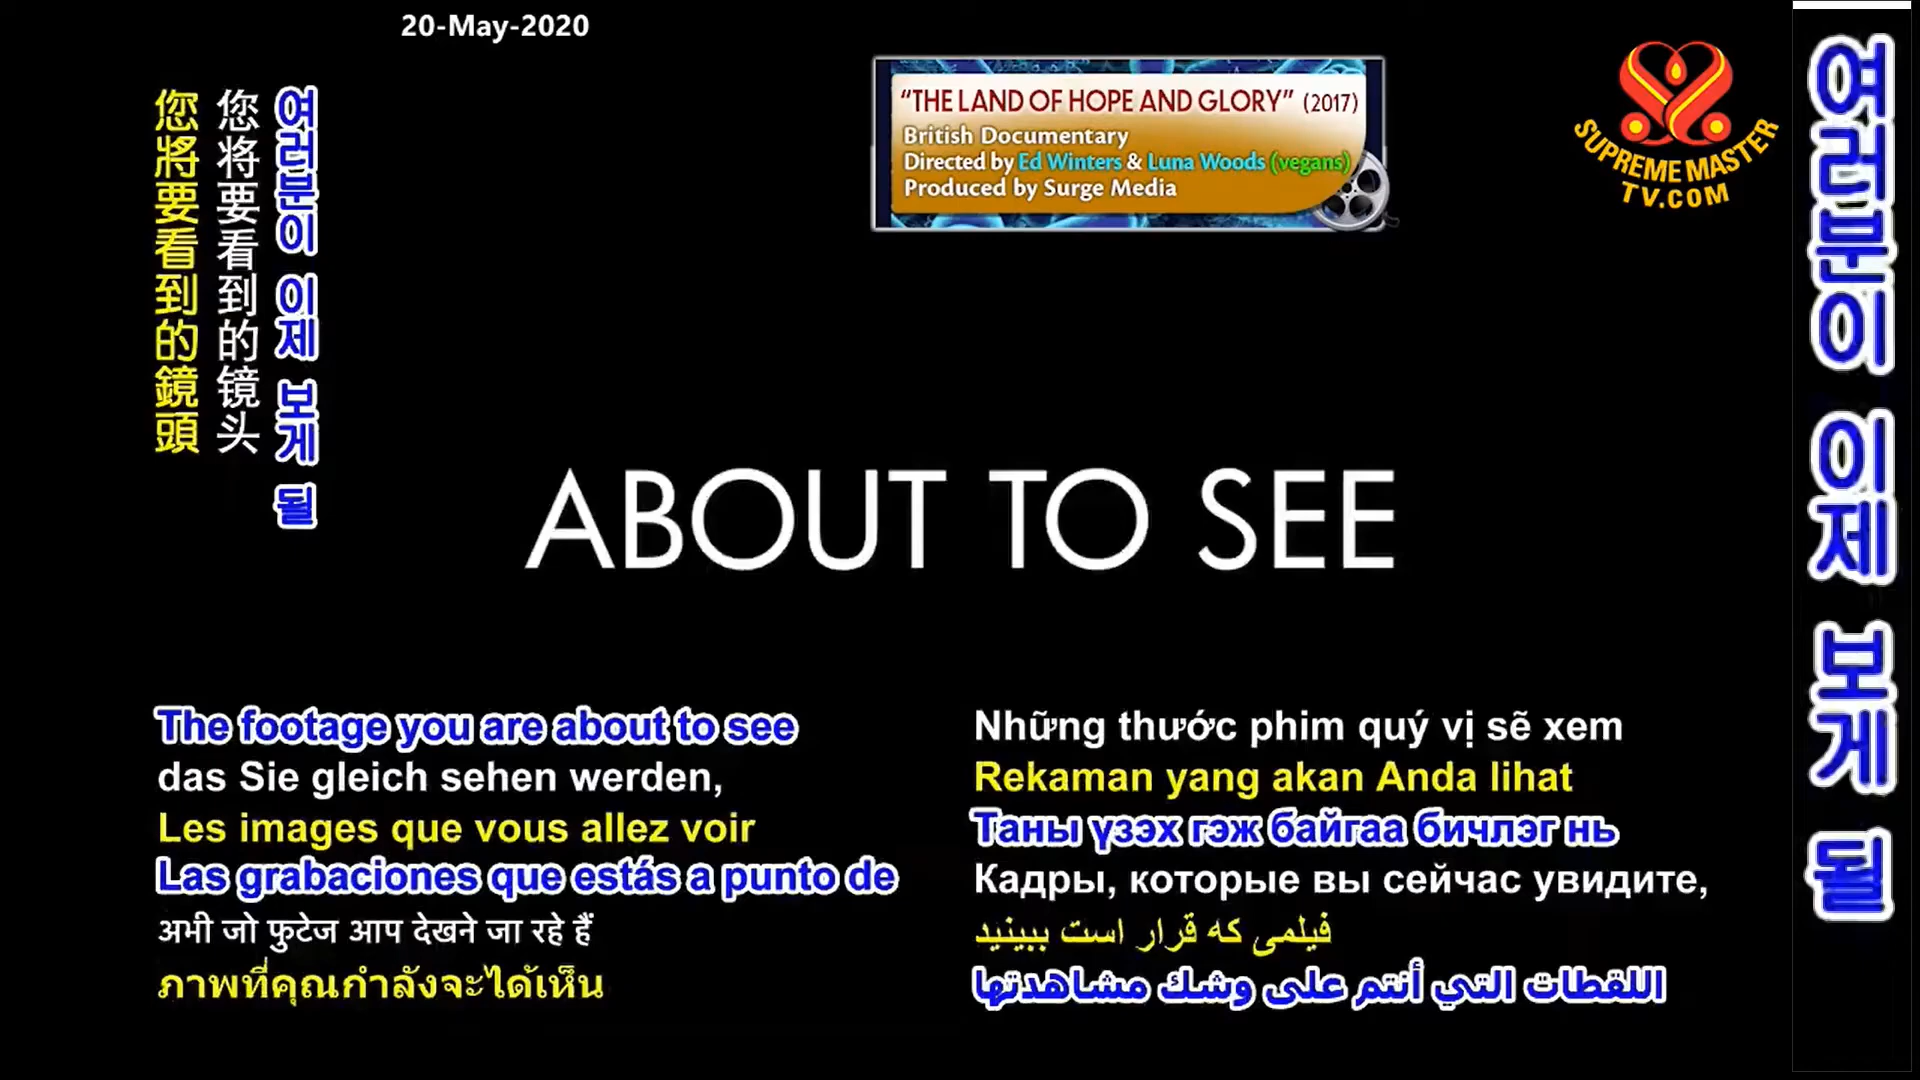 20-May-2020
“THE LAND OF HOPE AND GLORY” (2017)
British Documentary
Directed by Ed Winters & Luna Woods (vegans)
Produced by Surge Media
SUPREME MASTER
TV.COM
您將要看到的鏡頭
您将要看到的镜头
여러분이 이제 보게 될
여러분이 이제 보게 될
ABOUT TO SEE
The footage you are about to see
das Sie gleich sehen werden,
Les images que vous allez voir
Las grabaciones que estás a punto de
अभी जो फुटेज आप देखने जा रहे हैं
ภาพที่คุณกำลังจะได้เห็น
Những thước phim quý vị sẽ xem
Rekaman yang akan Anda lihat
Таны үзэх гэж байгаа бичлэг нь
Кадры, которые вы сейчас увидите,
فیلمی که قرار است ببینید
اللقطات التي أنتم على وشك مشاهدتها